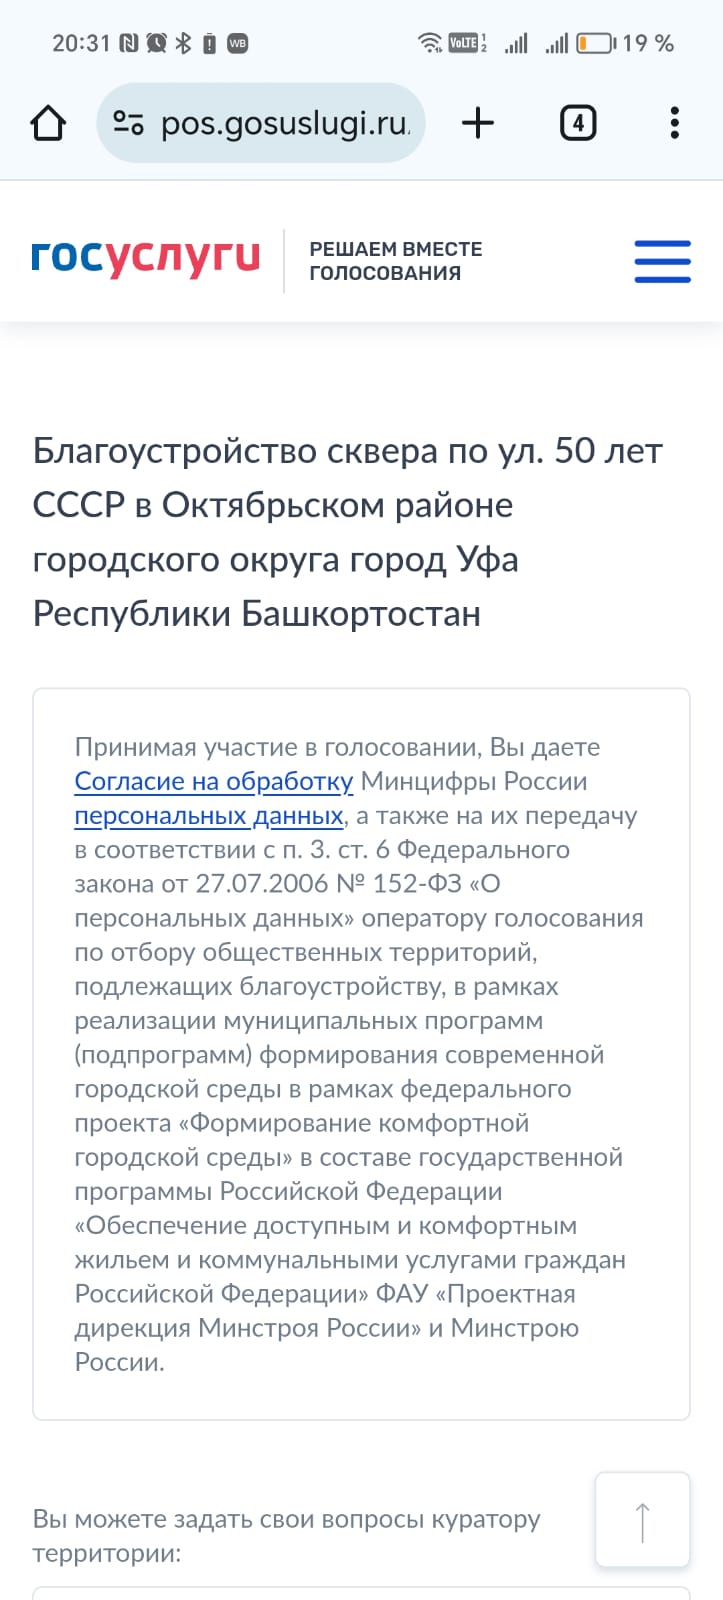 20:31 WB VoLTE 1 2 19 %
pos.gosuslugi.ru. + 4
госуслуги
РЕШАЕМ ВМЕСТЕ
ГОЛОСОВАНИЯ
Благоустройство сквера по ул. 50 лет
СССР в Октябрьском районе
городского округа город Уфа
Республики Башкортостан
Принимая участие в голосовании, Вы даете
Согласие на обработку Минцифры России
персональных данных, а также на их передачу
в соответствии с п. 3. ст. 6 Федерального
закона от 27.07.2006 № 152-ФЗ «О
персональных данных» оператору голосования
по отбору общественных территорий,
подлежащих благоустройству, в рамках
реализации муниципальных программ
(подпрограмм) формирования современной
городской среды в рамках федерального
проекта «Формирование комфортной
городской среды» в составе государственной
программы Российской Федерации
«Обеспечение доступным и комфортным
жильем и коммунальными услугами граждан
Российской Федерации» ФАУ «Проектная
дирекция Минстроя России» и Минстрою
России.
Вы можете задать свои вопросы куратору
территории: